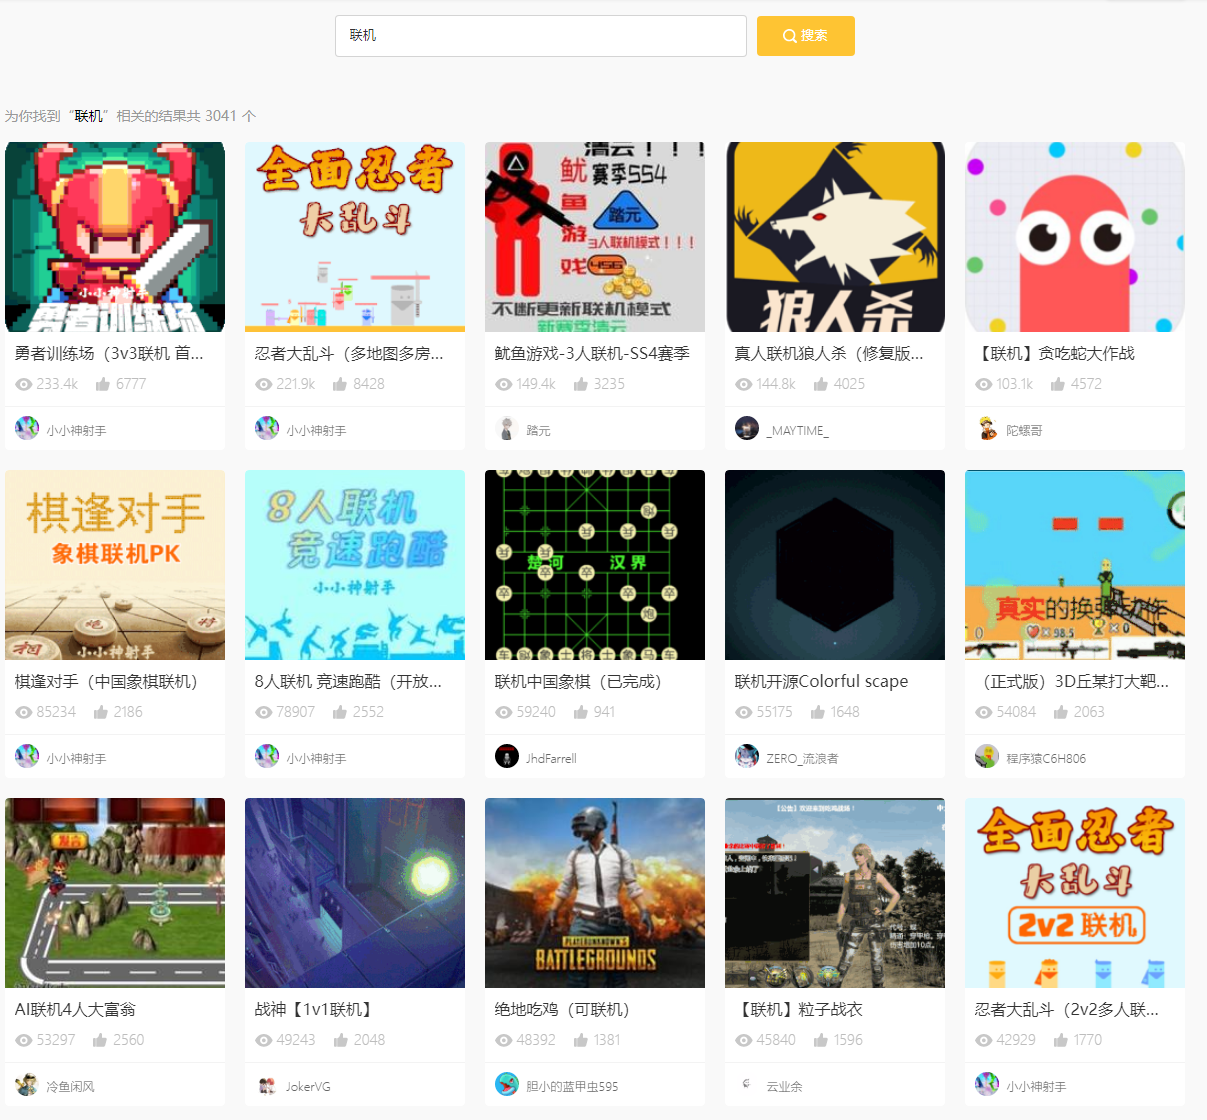 联机
搜索
为你找到“联机”相关的结果共 3041 个
小小神射手
勇者训练场
全面忍者
大乱斗
清云！！！
鱿鱼游戏
赛季SS4
踏元
3人联机模式！！！
456
不断更新联机模式
新赛季清云
狼人杀
勇者训练场（3v3联机 首...
忍者大乱斗（多地图多房...
鱿鱼游戏-3人联机-SS4赛季
真人联机狼人杀（修复版...
【联机】贪吃蛇大作战
233.4k 6777
221.9k 8428
149.4k 3235
144.8k 4025
103.1k 4572
小小神射手
小小神射手
踏元
_MAYTIME_
陀螺哥
棋逢对手
象棋联机PK
小小神射手
8人联机
竞速跑酷
小小神射手
楚河 汉界
真实的换弹动作
98.5
0
棋逢对手（中国象棋联机）
8人联机 竞速跑酷（开放...
联机中国象棋（已完成）
联机开源Colorful scape
（正式版）3D丘某打大靶...
85234 2186
78907 2552
59240 941
55175 1648
54084 2063
小小神射手
小小神射手
JhdFarrell
ZERO_流浪者
程序猿C6H806
PLAYERUNKNOWN'S
BATTLEGROUNDS
全面忍者
大乱斗
2v2 联机
AI联机4人大富翁
战神【1v1联机】
绝地吃鸡（可联机）
【联机】粒子战衣
忍者大乱斗（2v2多人联...
53297 2560
49243 2048
48392 1381
45840 1596
42929 1770
冷鱼闲风
JokerVG
胆小的蓝甲虫595
云业余
小小神射手